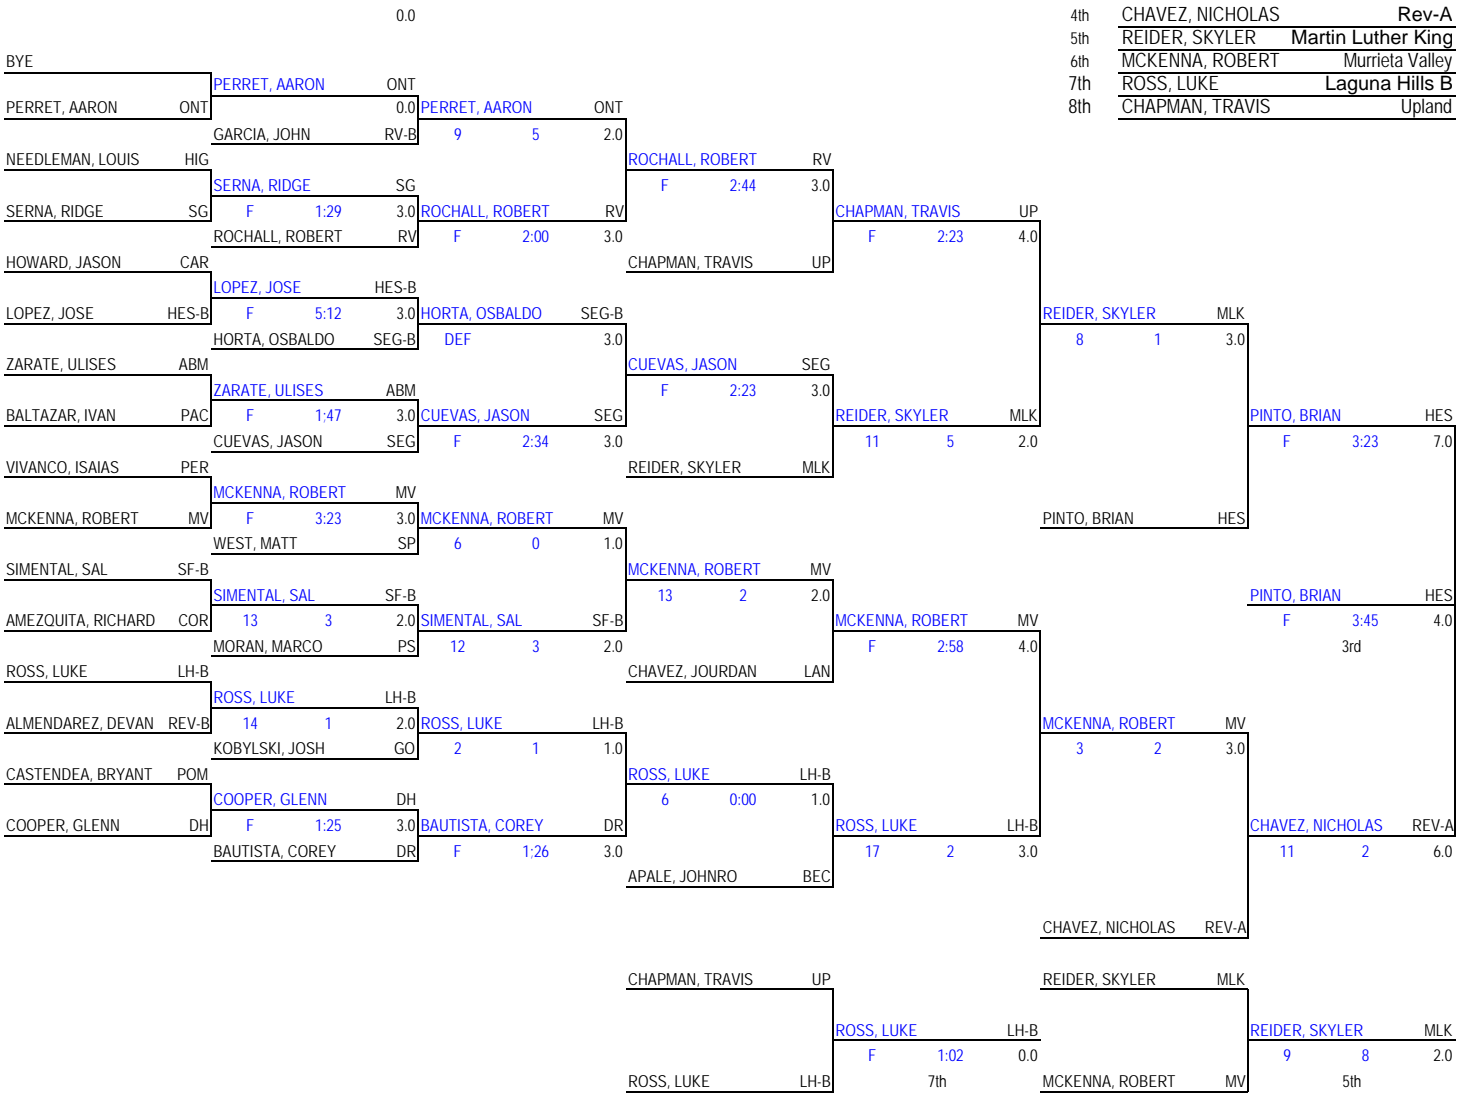 0.0
4th CHAVEZ, NICHOLAS Rev-A
5th REIDER, SKYLER Martin Luther King
6th MCKENNA, ROBERT Murrieta Valley
7th ROSS, LUKE Laguna Hills B
8th CHAPMAN, TRAVIS Upland
BYE
PERRET, AARON ONT
PERRET, AARON ONT 0.0 PERRET, AARON ONT
GARCIA, JOHN RV-B 9 5 2.0
NEEDLEMAN, LOUIS HIG ROCHALL, ROBERT RV
SERNA, RIDGE SG F 2:44 3.0
SERNA, RIDGE SG F 1:29 3.0 ROCHALL, ROBERT RV CHAPMAN, TRAVIS UP
ROCHALL, ROBERT RV F 2:00 3.0 F 2:23 4.0
HOWARD, JASON CAR CHAPMAN, TRAVIS UP
LOPEZ, JOSE HES-B
LOPEZ, JOSE HES-B F 5:12 3.0 HORTA, OSBALDO SEG-B REIDER, SKYLER MLK
HORTA, OSBALDO SEG-B DEF 3.0 8 1 3.0
ZARATE, ULISES ABM CUEVAS, JASON SEG
ZARATE, ULISES ABM F 2:23 3.0
BALTAZAR, IVAN PAC F 1;47 3.0 CUEVAS, JASON SEG REIDER, SKYLER MLK PINTO, BRIAN HES
CUEVAS, JASON SEG F 2:34 3.0 11 5 2.0 F 3:23 7.0
VIVANCO, ISAIAS PER REIDER, SKYLER MLK
MCKENNA, ROBERT MV
MCKENNA, ROBERT MV F 3:23 3.0 MCKENNA, ROBERT MV PINTO, BRIAN HES
WEST, MATT SP 6 0 1.0
SIMENTAL, SAL SF-B MCKENNA, ROBERT MV
SIMENTAL, SAL SF-B 13 2 2.0 PINTO, BRIAN HES
AMEZQUITA, RICHARD COR 13 3 2.0 SIMENTAL, SAL SF-B MCKENNA, ROBERT MV F 3:45 4.0
MORAN, MARCO PS 12 3 2.0 F 2:58 4.0 3rd
ROSS, LUKE LH-B CHAVEZ, JOURDAN LAN
ROSS, LUKE LH-B
ALMENDAREZ, DEVAN REV-B 14 1 2.0 ROSS, LUKE LH-B MCKENNA, ROBERT MV
KOBYLSKI, JOSH GO 2 1 1.0 3 2 3.0
CASTENDEA, BRYANT POM ROSS, LUKE LH-B
COOPER, GLENN DH 6 0:00 1.0
COOPER, GLENN DH F 1:25 3.0 BAUTISTA, COREY DR ROSS, LUKE LH-B CHAVEZ, NICHOLAS REV-A
BAUTISTA, COREY DR F 1;26 3.0 17 2 3.0 11 2 6.0
APALE, JOHNRO BEC
CHAVEZ, NICHOLAS REV-A
CHAPMAN, TRAVIS UP REIDER, SKYLER MLK
ROSS, LUKE LH-B REIDER, SKYLER MLK
F 1:02 0.0 9 8 2.0
ROSS, LUKE LH-B 7th MCKENNA, ROBERT MV 5th